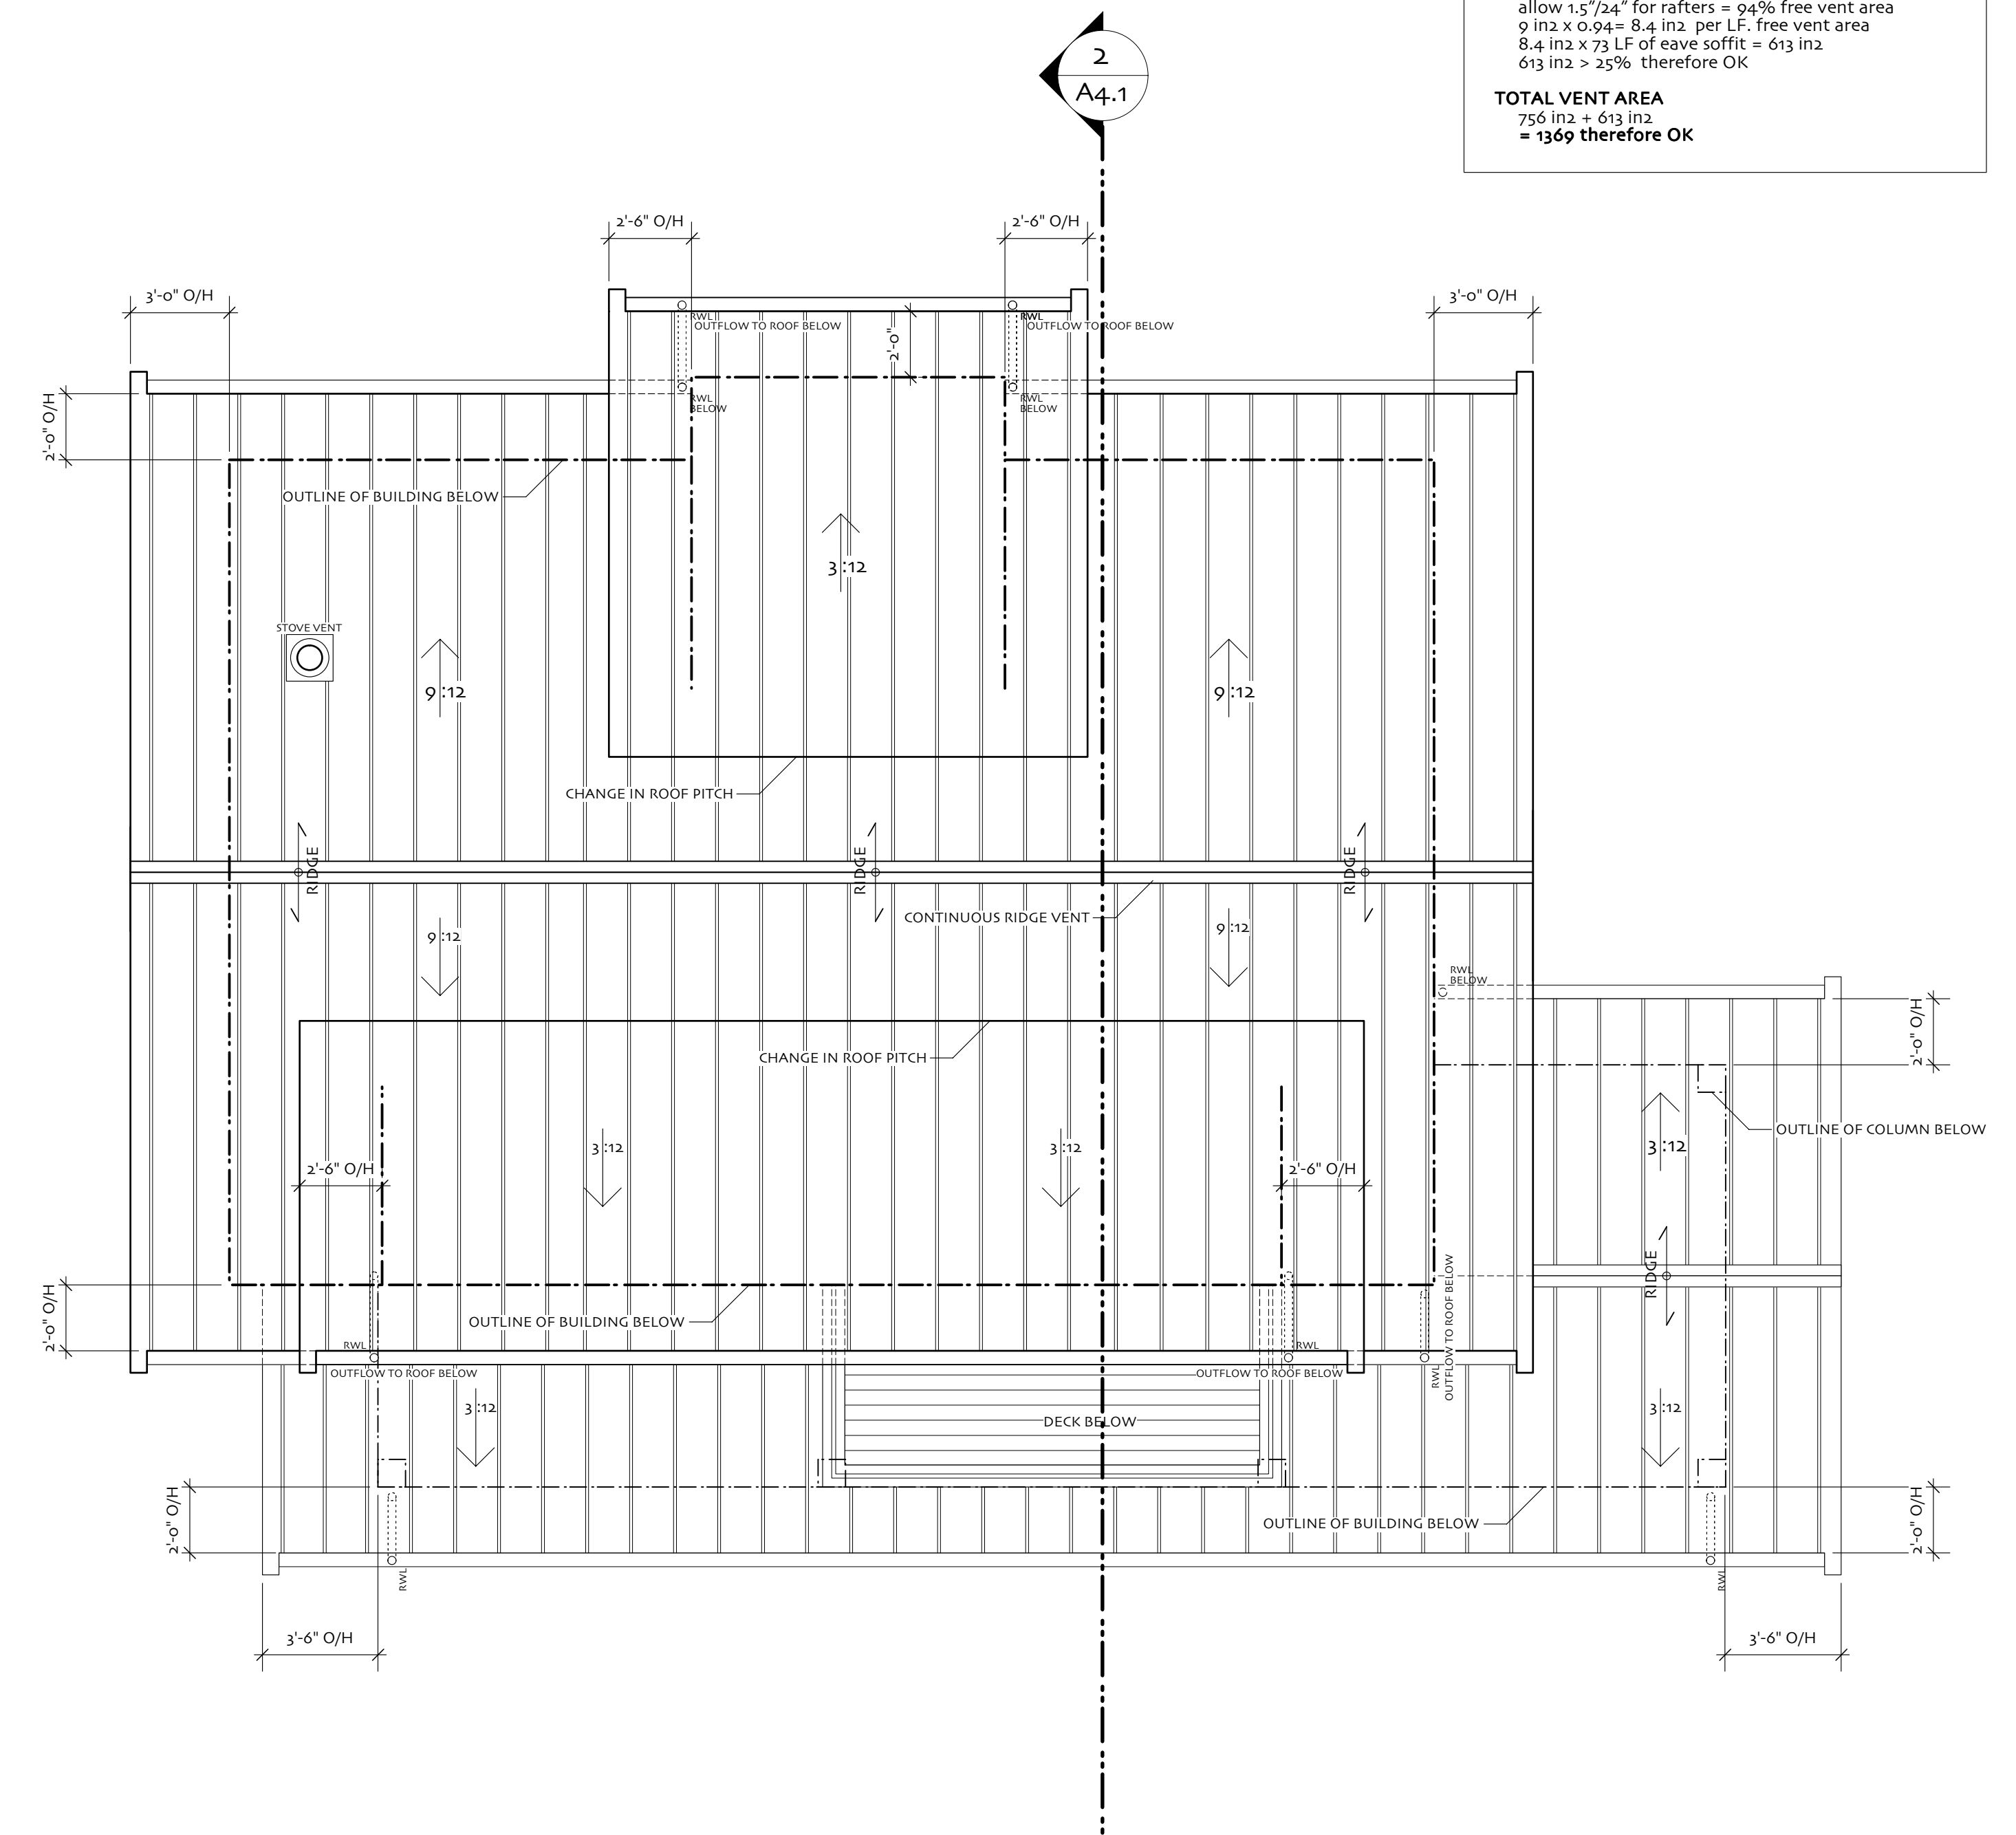 allow 1.5"/24" for rafters = 94% free vent area
9 in2 x 0.94= 8.4 in2 per LF. free vent area
8.4 in2 x 73 LF of eave soffit = 613 in2
613 in2 > 25% therefore OK
TOTAL VENT AREA
756 in2 + 613 in2
= 1369 therefore OK
2
A4.1
2'-6" O/H
2'-6" O/H
3'-0" O/H
3'-0" O/H
RWL
OUTFLOW TO ROOF BELOW
RWL
OUTFLOW TO ROOF BELOW
2'-0"
2'-0" O/H
RWL
BELOW
RWL
BELOW
OUTLINE OF BUILDING BELOW
3 :12
STOVE VENT
9 :12
9 :12
CHANGE IN ROOF PITCH
RIDGE
RIDGE
RIDGE
CONTINUOUS RIDGE VENT
9 :12
9 :12
RWL
BELOW
2'-0" O/H
CHANGE IN ROOF PITCH
OUTLINE OF COLUMN BELOW
3 :12
3 :12
3 :12
2'-6" O/H
2'-6" O/H
RIDGE
2'-0" O/H
OUTLINE OF BUILDING BELOW
RWL
OUTFLOW TO ROOF BELOW
RWL
OUTFLOW TO ROOF BELOW
RWL
OUTFLOW TO ROOF BELOW
3 :12
3 :12
DECK BELOW
2'-0" O/H
OUTLINE OF BUILDING BELOW
2'-0" O/H
RWL
RWL
3'-6" O/H
3'-6" O/H